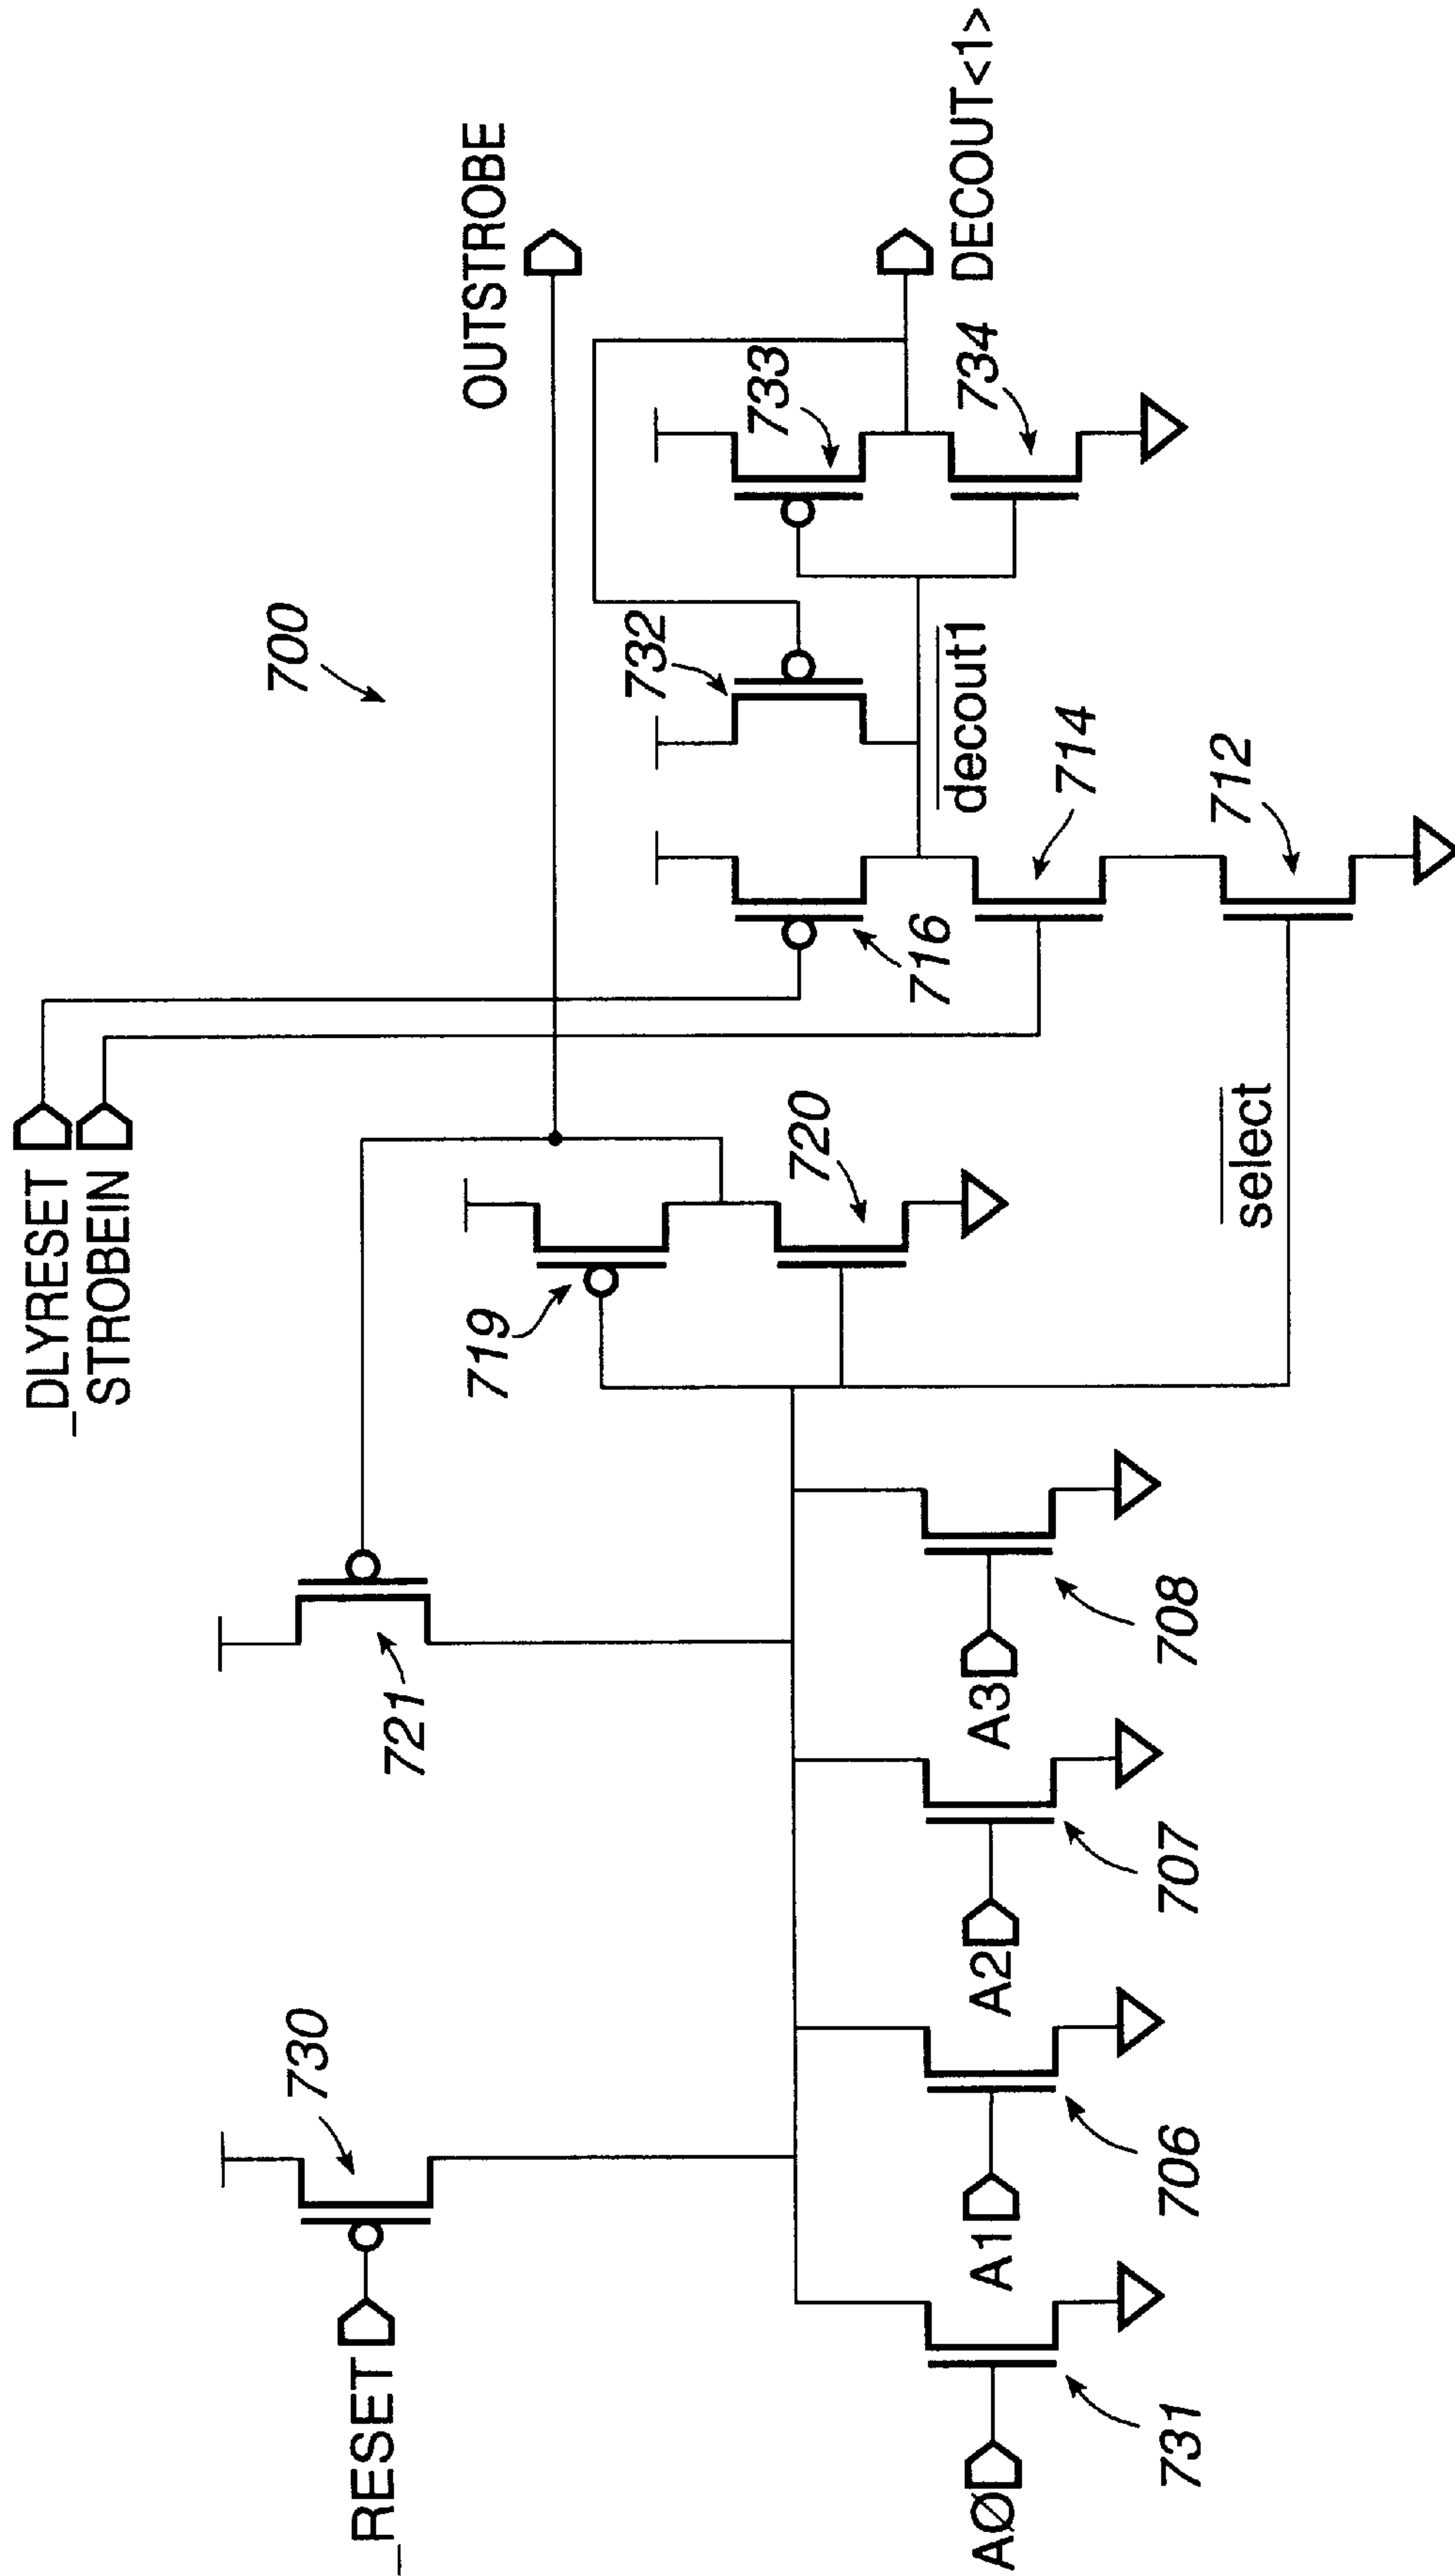 700
_DLYRESET
STROBEIN
OUTSTROBE
DECOUT<1>
_RESET
730
721
719
720
716
732
733
734
decout1
714
712
select
AØ
731
A1
706
A2
707
A3
708